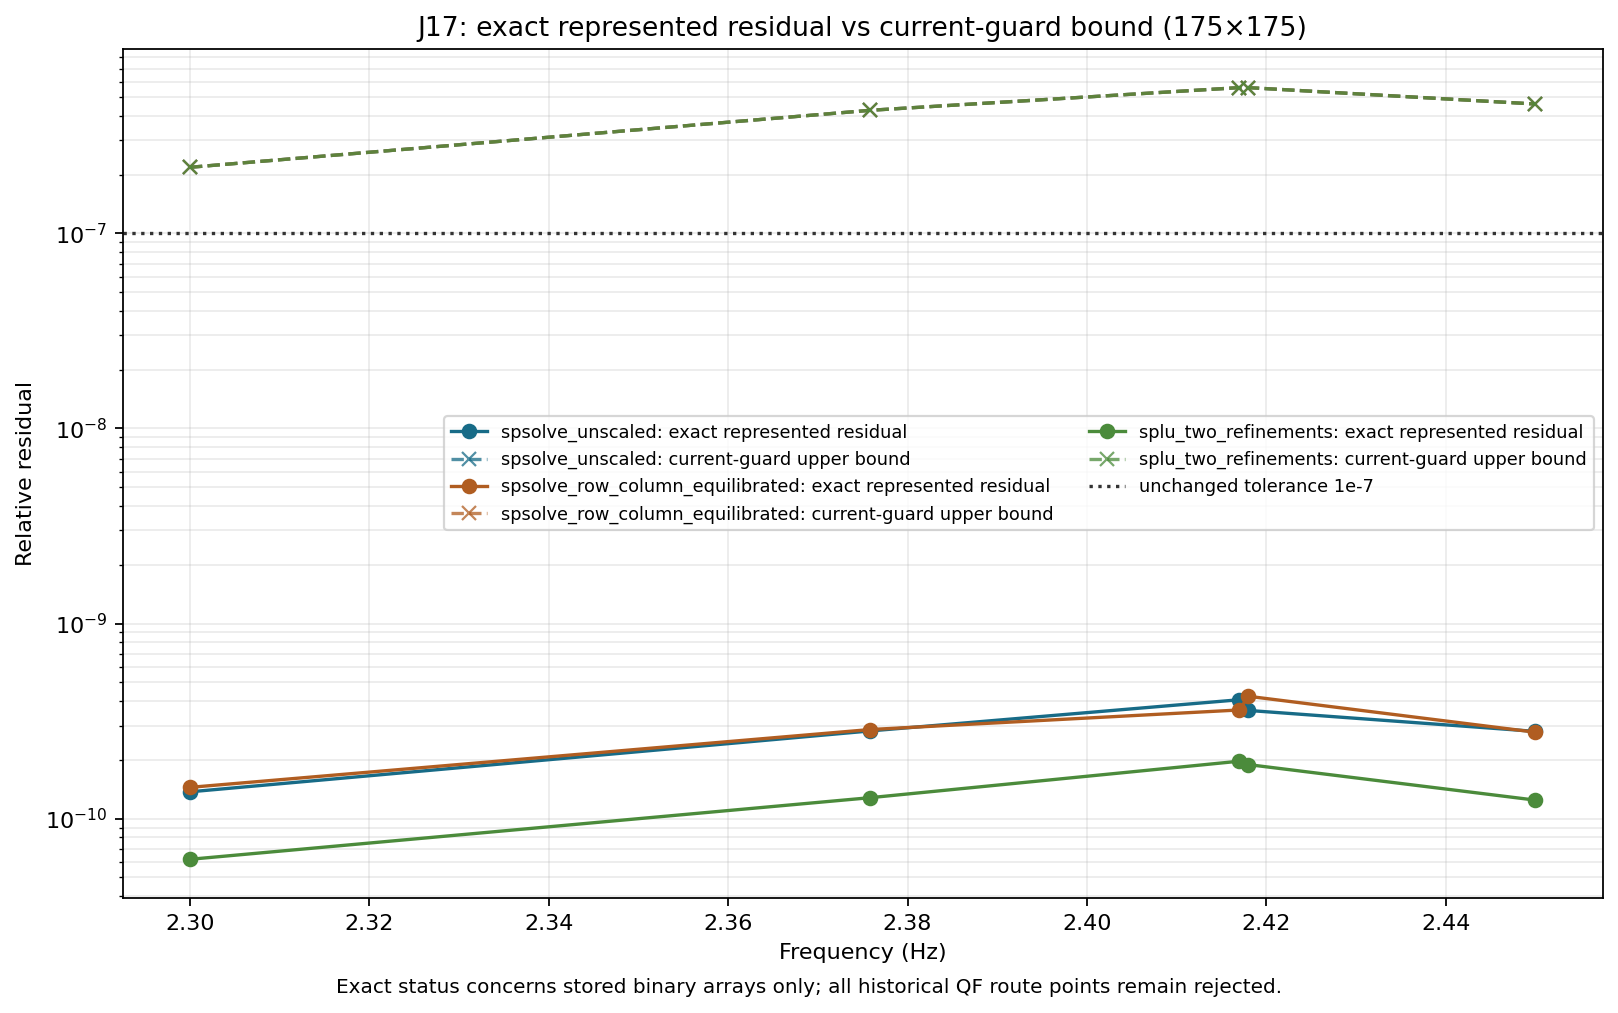 J17: exact represented residual vs current-guard bound (175×175)
Relative residual
10⁻⁷
10⁻⁸
10⁻⁹
10⁻¹⁰
spsolve_unscaled: exact represented residual
spsolve_unscaled: current-guard upper bound
spsolve_row_column_equilibrated: exact represented residual
spsolve_row_column_equilibrated: current-guard upper bound
splu_two_refinements: exact represented residual
splu_two_refinements: current-guard upper bound
unchanged tolerance 1e-7
2.30 2.32 2.34 2.36 2.38 2.40 2.42 2.44
Frequency (Hz)
Exact status concerns stored binary arrays only; all historical QF route points remain rejected.